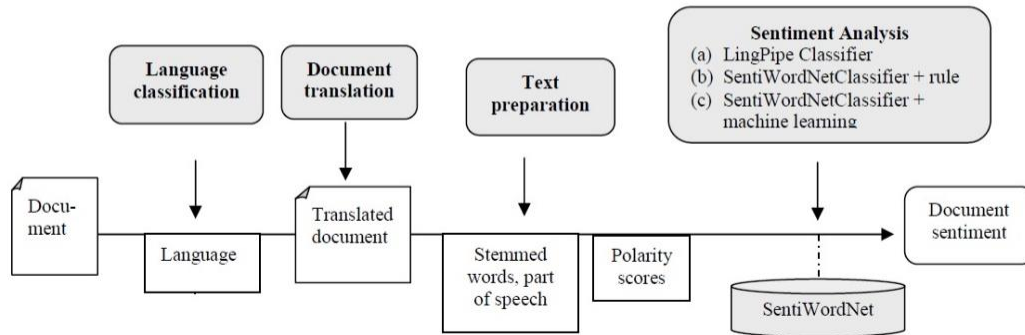 Language
classification
Document
translation
Text
preparation
Sentiment Analysis
(a) LingPipe Classifier
(b) SentiWordNetClassifier + rule
(c) SentiWordNetClassifier +
machine learning
Docu-
ment
Language
Translated
document
Stemmed
words, part
of speech
Polarity
scores
Document
sentiment
SentiWordNet